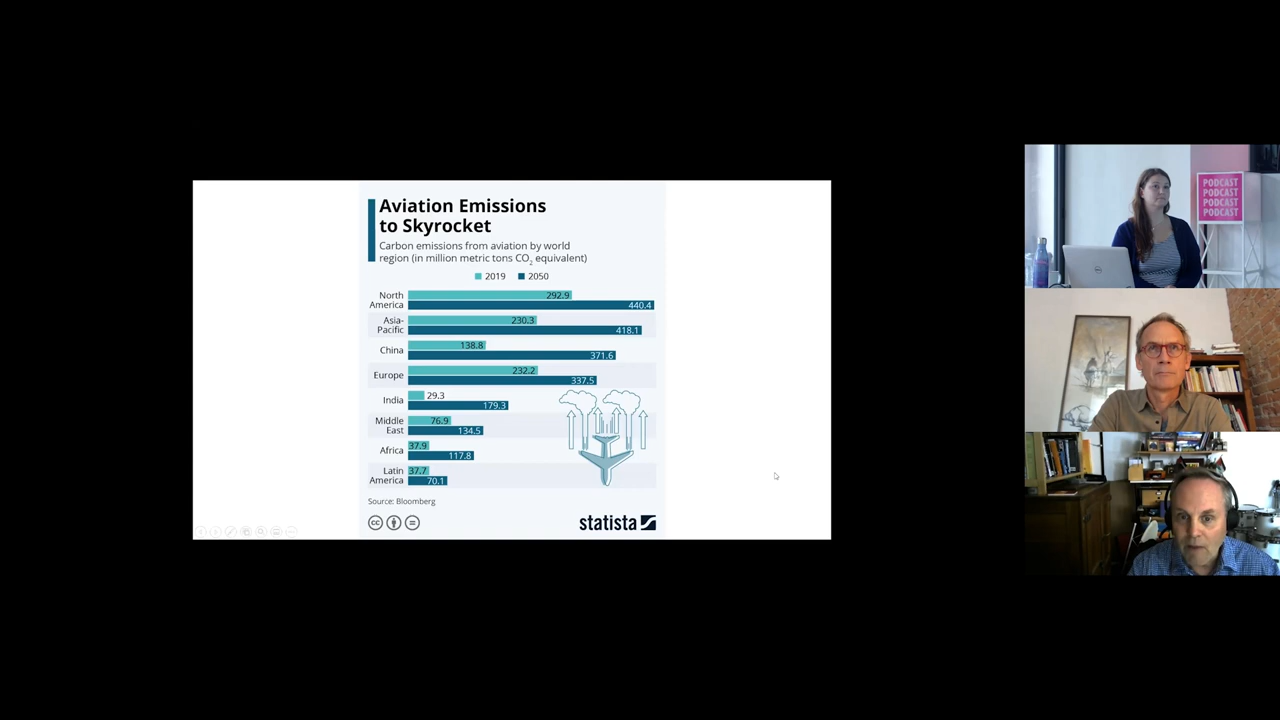 Aviation Emissions
to Skyrocket
Carbon emissions from aviation by world
region (in million metric tons CO2 equivalent)
2019 2050
North
America
292.9
440.4
Asia-
Pacific
230.3
418.1
China
138.8
371.6
Europe
232.2
337.5
India
29.3
179.3
Middle
East
76.9
134.5
Africa
37.9
117.8
Latin
America
37.7
70.1
Source: Bloomberg
statista
PODCAST
PODCAST
PODCAST
PODCAST
DELL